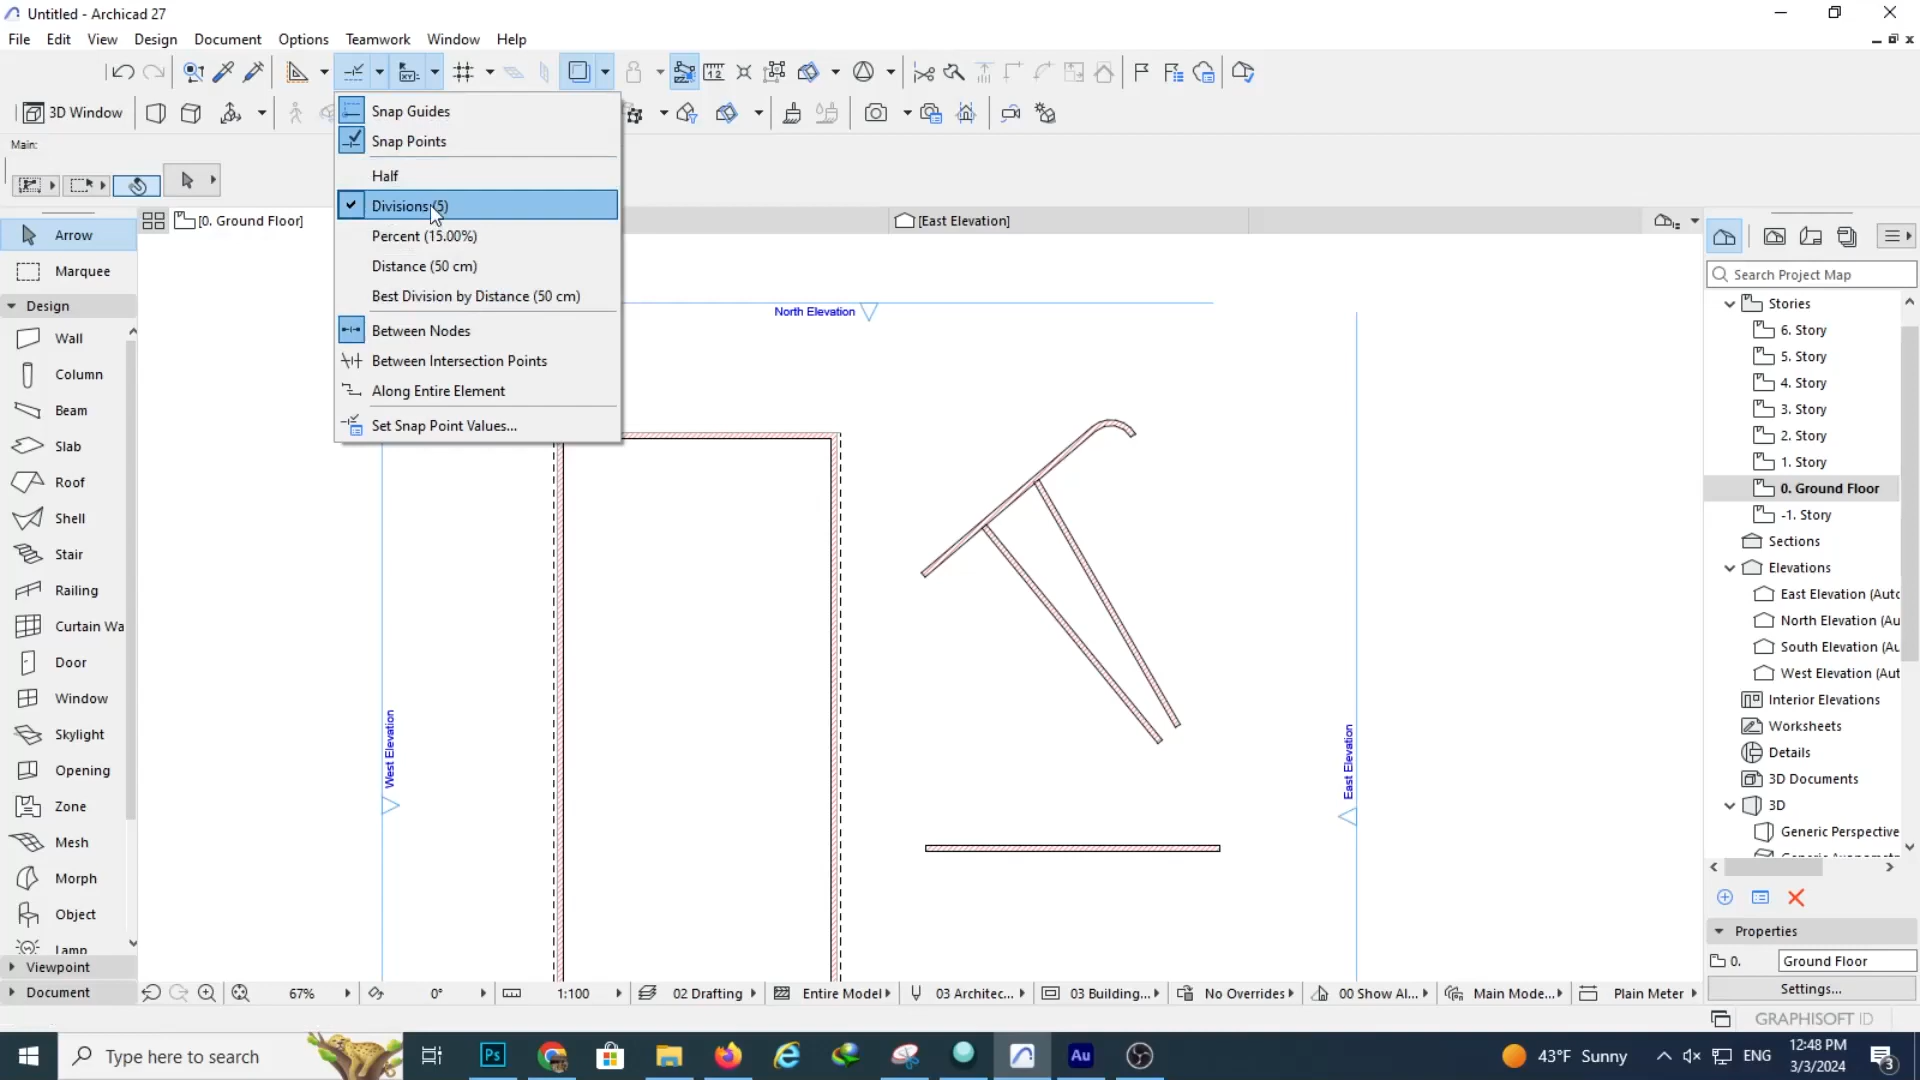 Untitled - Archicad 27
File Edit View Design Document Options Teamwork Window Help
3D Window
Main:
Snap Guides
Snap Points
Half
Divisions (5)
Percent (15.00%)
Distance (50 cm)
Best Division by Distance (50 cm)
Between Nodes
Between Intersection Points
Along Entire Element
Set Snap Point Values...
[0. Ground Floor]
[East Elevation]
Arrow
Marquee
Design
Wall
Column
Beam
Slab
Roof
Shell
Stair
Railing
Curtain Wa
Door
Window
Skylight
Opening
Zone
Mesh
Morph
Object
Lamp
Viewpoint
Document
North Elevation
West Elevation
East Elevation
Search Project Map
Stories
6. Story
5. Story
4. Story
3. Story
2. Story
1. Story
0. Ground Floor
-1. Story
Sections
Elevations
East Elevation (Auto
North Elevation (Au
South Elevation (Au
West Elevation (Aut
Interior Elevations
Worksheets
Details
3D Documents
3D
Generic Perspective
Properties
0. Ground Floor
Settings...
67% 0° 1:100 02 Drafting Entire Model 03 Architec... 03 Building... No Overrides 00 Show Al... Main Mode... Plain Meter
GRAPHISOFT ID
Type here to search
Ps
Au
43°F Sunny
ENG
12:48 PM
3/3/2024
3